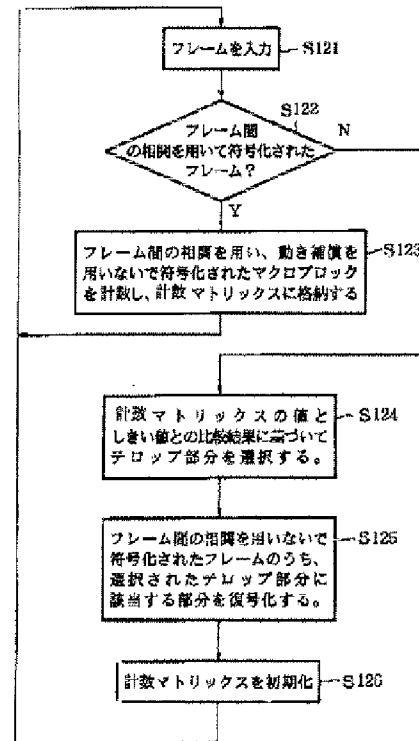 フレームを入力
S121
S122
フレーム間
の相関を用いて符号化された
フレーム?
N
Y
フレーム間の相関を用い、動き補償を
用いないで符号化されたマクロブロック
を計数し、計数マトリックスに格納する
S123
計数マトリックスの値と
しきい値との比較結果に基づいて
テロップ部分を選択する。
S124
フレーム間の相関を用いないで
符号化されたフレームのうち、
選択されたテロップ部分に
該当する部分を復号化する。
S125
計数マトリックスを初期化
S126